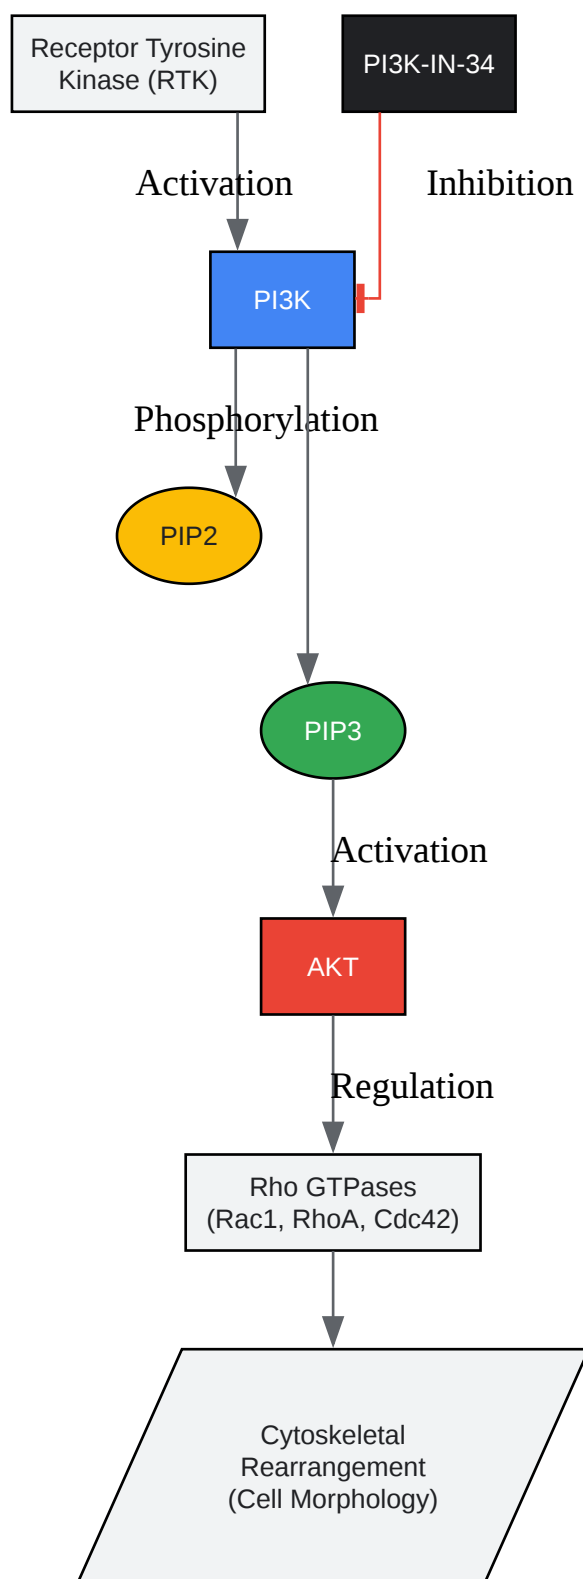 Receptor Tyrosine
Kinase (RTK)
PI3K-IN-34
Activation
Inhibition
PI3K
Phosphorylation
PIP2
PIP3
Activation
AKT
Regulation
Rho GTPases
(Rac1, RhoA, Cdc42)
Cytoskeletal
Rearrangement
(Cell Morphology)